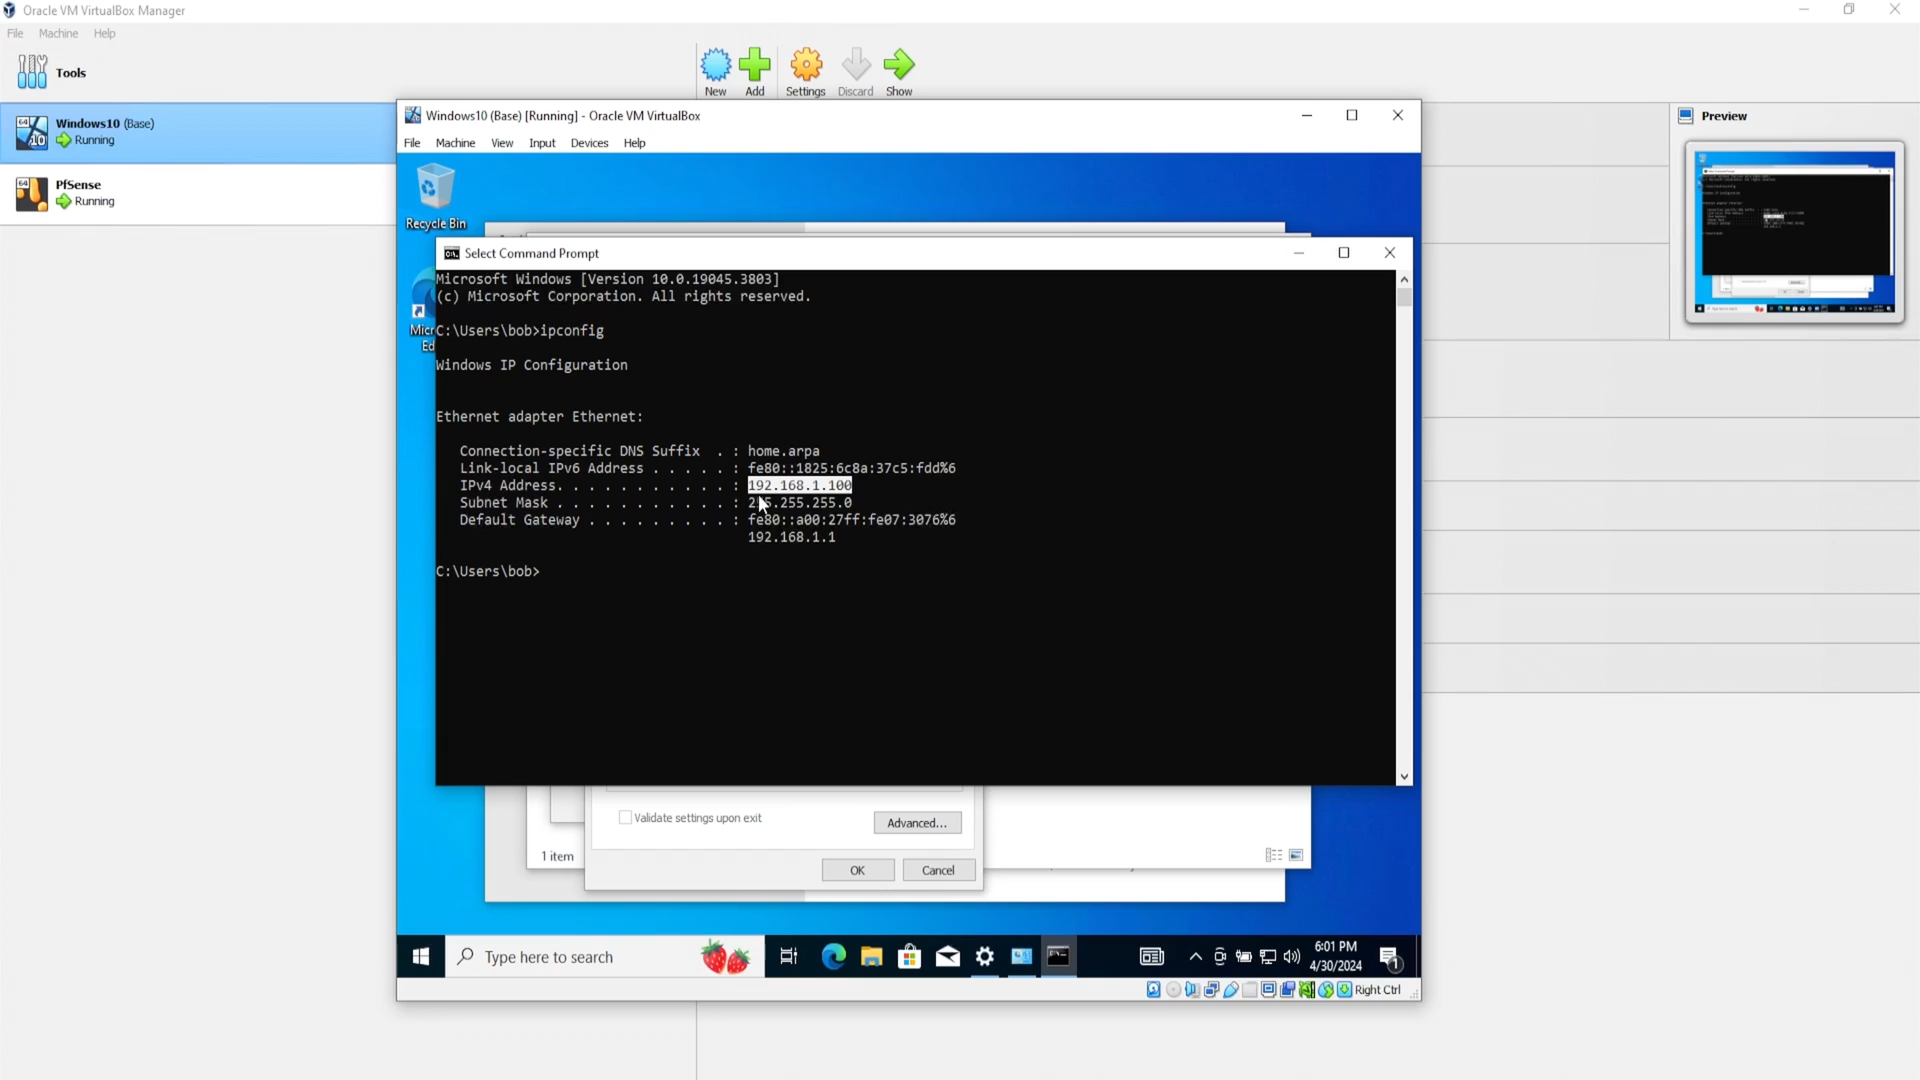 Oracle VM VirtualBox Manager
File Machine Help
Tools
New Add Settings Discard Show
Windows10 (Base)
Running
PfSense
Running
Preview
Windows10 (Base) [Running] - Oracle VM VirtualBox
File Machine View Input Devices Help
Recycle Bin
Select Command Prompt
Microsoft Windows [Version 10.0.19045.3803]
(c) Microsoft Corporation. All rights reserved.
C:\Users\bob>ipconfig
Windows IP Configuration
Ethernet adapter Ethernet:
Connection-specific DNS Suffix . : home.arpa
Link-local IPv6 Address . . . . . : fe80::1825:6c8a:37c5:fdd%6
IPv4 Address. . . . . . . . . . . : 192.168.1.100
Subnet Mask . . . . . . . . . . . : 255.255.255.0
Default Gateway . . . . . . . . . : fe80::a00:27ff:fe07:3076%6
192.168.1.1
C:\Users\bob>
Micr
Ed
Validate settings upon exit
Advanced...
1 item
OK Cancel
Type here to search
6:01 PM
4/30/2024
1
Right Ctrl